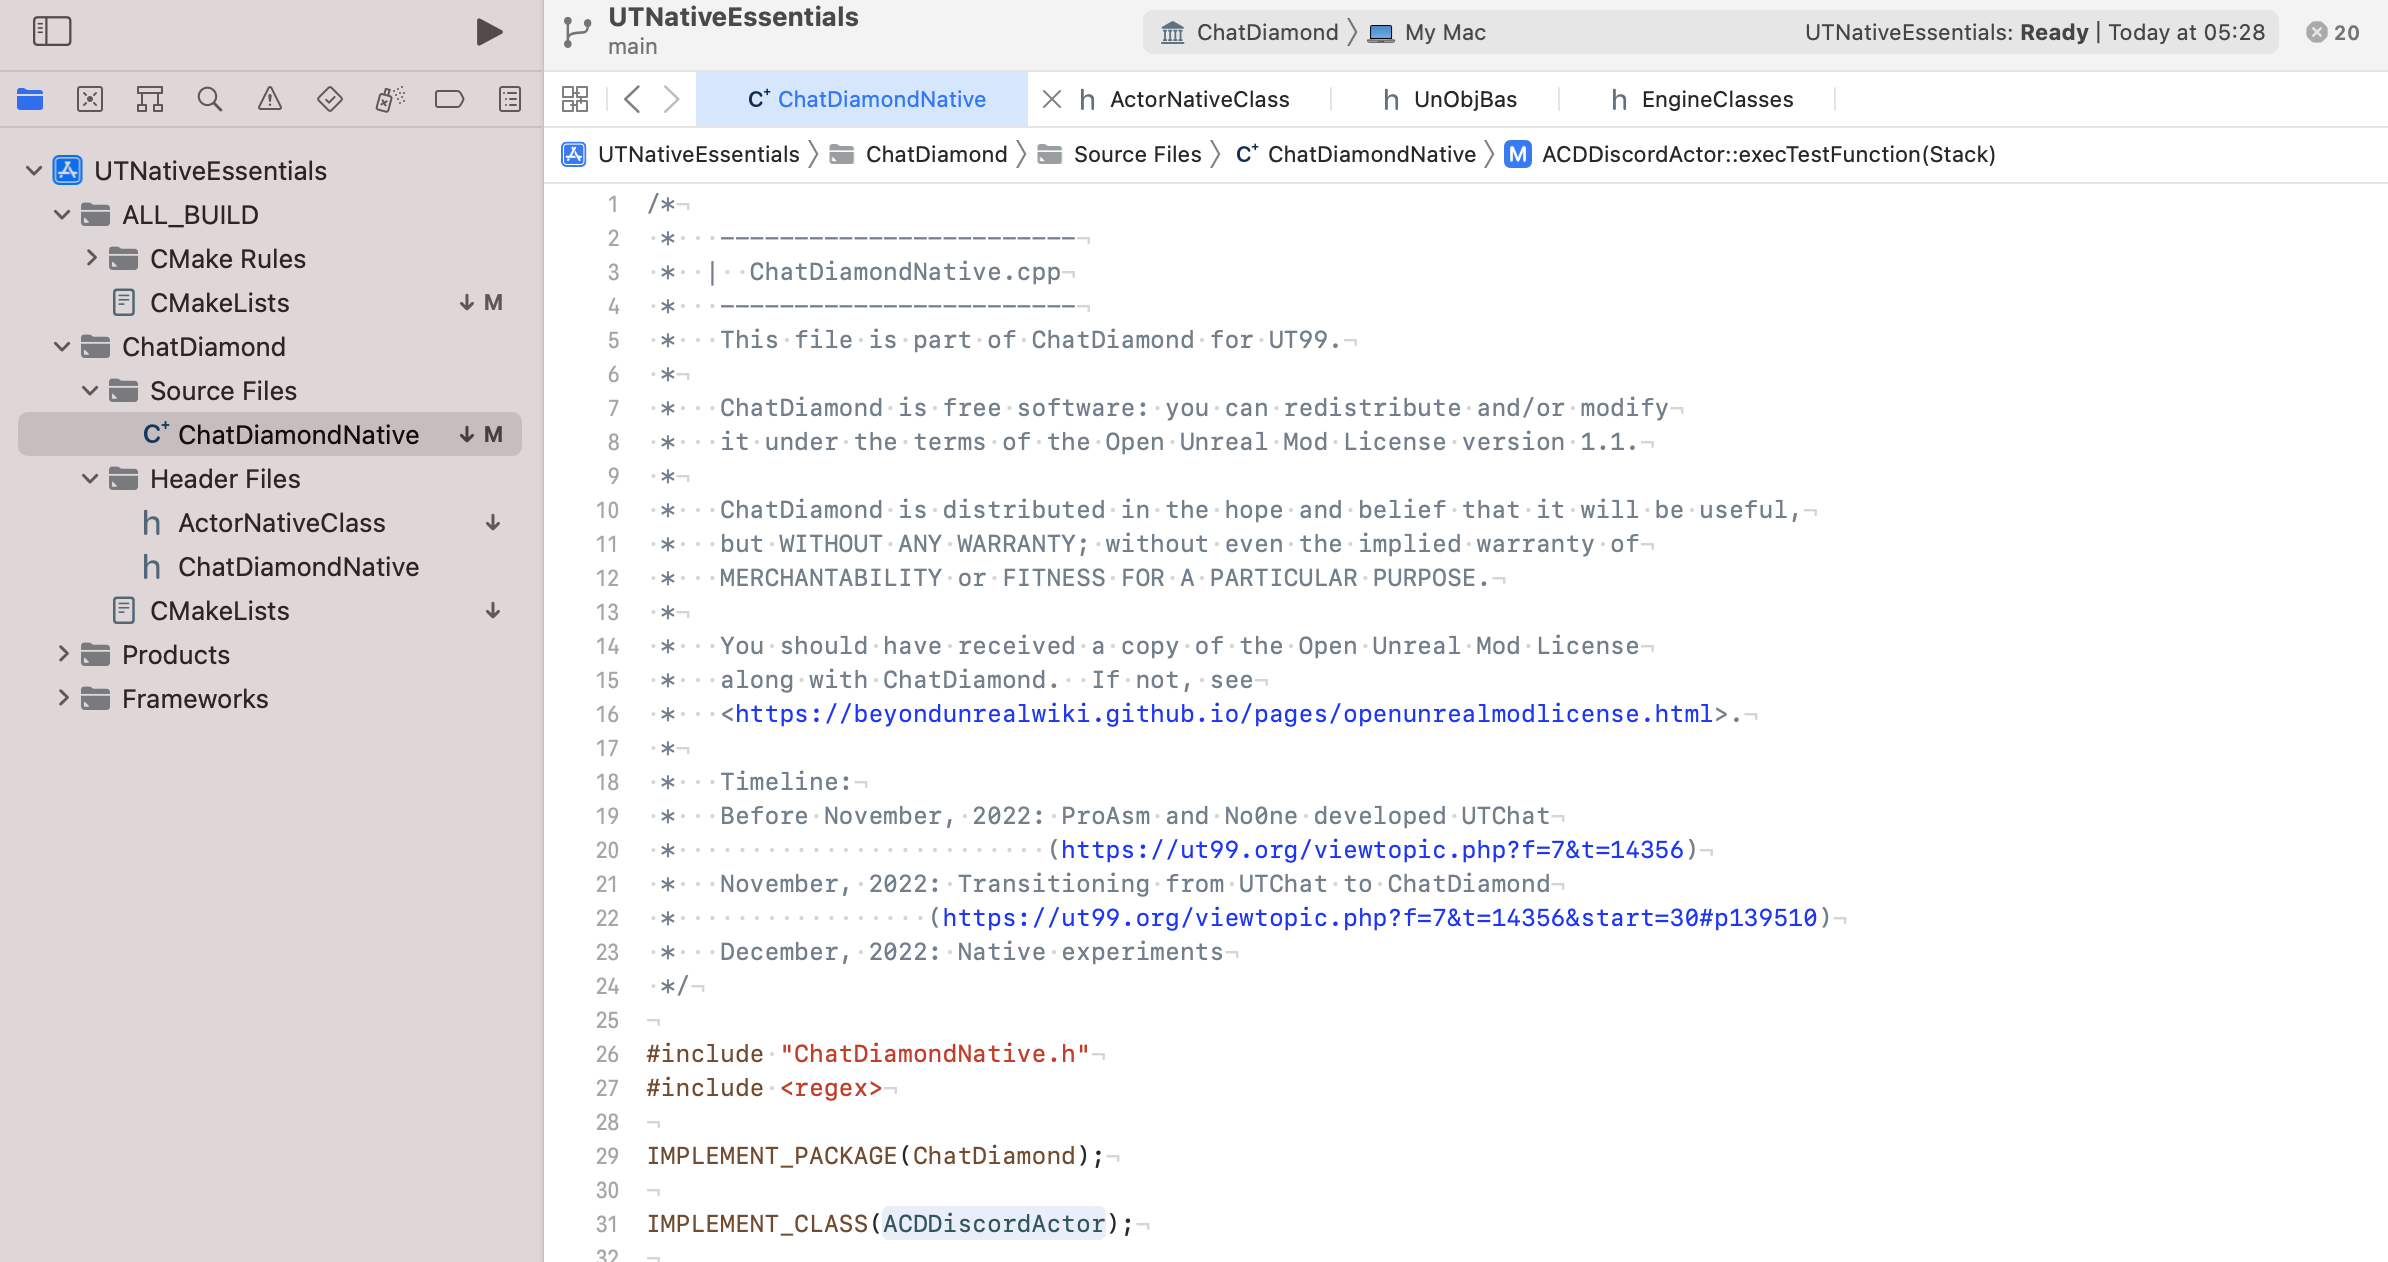 UTNativeEssentials
main
ChatDiamond 〉 My Mac
UTNativeEssentials: Ready | Today at 05:28
20
ChatDiamondNative
ActorNativeClass
UnObjBas
EngineClasses
UTNativeEssentials 〉 ChatDiamond 〉 Source Files 〉 ChatDiamondNative 〉 M ACDDiscordActor::execTestFunction(Stack)
UTNativeEssentials
ALL_BUILD
CMake Rules
CMakeLists ↓ M
ChatDiamond
Source Files
ChatDiamondNative ↓ M
Header Files
h ActorNativeClass ↓
h ChatDiamondNative
CMakeLists ↓
Products
Frameworks
1 /*
2 * ------------------------
3 * | ChatDiamondNative.cpp
4 * ------------------------
5 * This file is part of ChatDiamond for UT99.
6 *
7 * ChatDiamond is free software: you can redistribute and/or modify
8 * it under the terms of the Open Unreal Mod License version 1.1.
9 *
10 * ChatDiamond is distributed in the hope and belief that it will be useful,
11 * but WITHOUT ANY WARRANTY; without even the implied warranty of
12 * MERCHANTABILITY or FITNESS FOR A PARTICULAR PURPOSE.
13 *
14 * You should have received a copy of the Open Unreal Mod License
15 * along with ChatDiamond.  If not, see
16 * <https://beyondunrealwiki.github.io/pages/openunrealmodlicense.html>.
17 *
18 * Timeline:
19 * Before November, 2022: ProAsm and No0ne developed UTChat
20 * (https://ut99.org/viewtopic.php?f=7&t=14356)
21 * November, 2022: Transitioning from UTChat to ChatDiamond
22 * (https://ut99.org/viewtopic.php?f=7&t=14356&start=30#p139510)
23 * December, 2022: Native experiments
24 */
25
26 #include "ChatDiamondNative.h"
27 #include <regex>
28
29 IMPLEMENT_PACKAGE(ChatDiamond);
30
31 IMPLEMENT_CLASS(ACDDiscordActor);
32